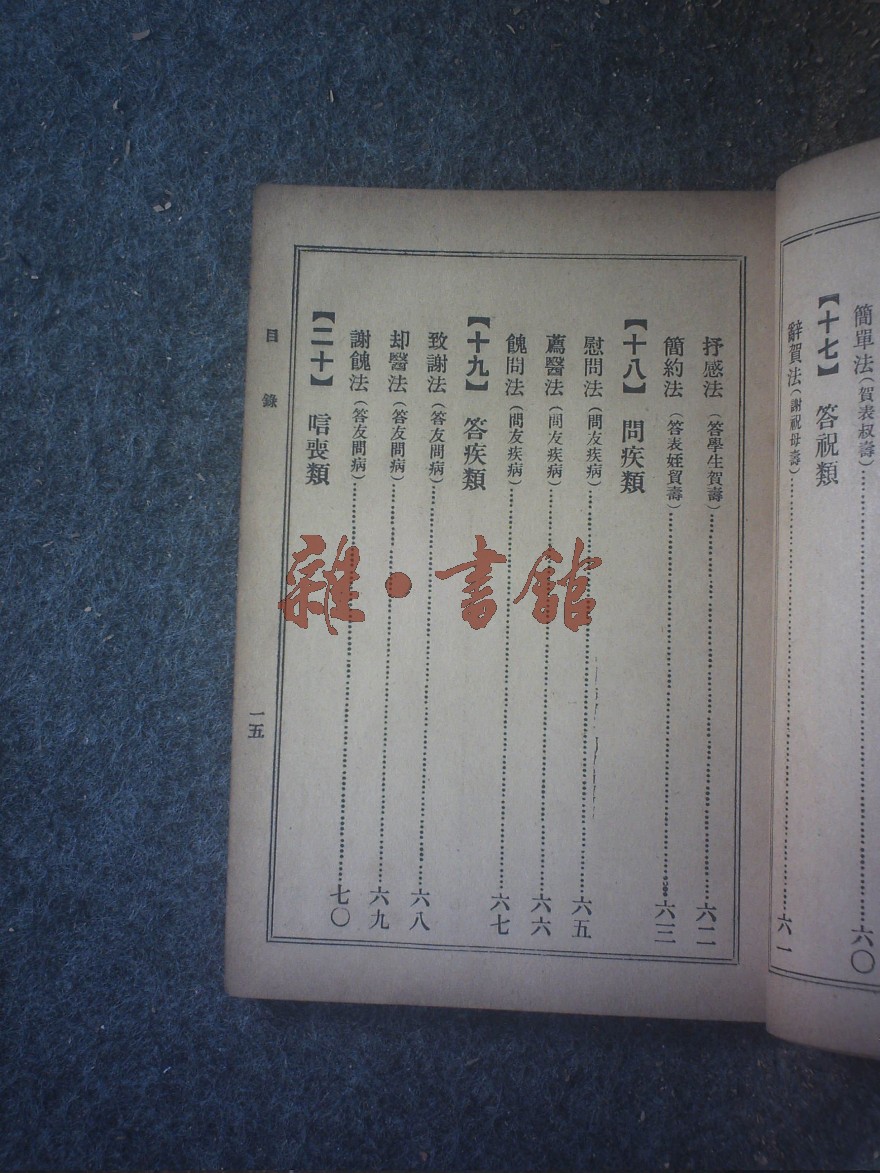 簡單法（賀表叔壽）……六〇
【十七】 答祝類
辭賀法（謝祝母壽）……六一
抒感法（答學生賀壽）……六二
簡約法（答表姪賀壽）……六三
【十八】 問疾類
慰問法（問友疾病）……六五
薦醫法（問友疾病）……六六
餽問法（問友疾病）……六七
【十九】 答疾類
致謝法（答友問病）……六八
却醫法（答友問病）……六九
謝餽法（答友問病）……七〇
【二十】 唁喪類
目錄
一五
雜·書館